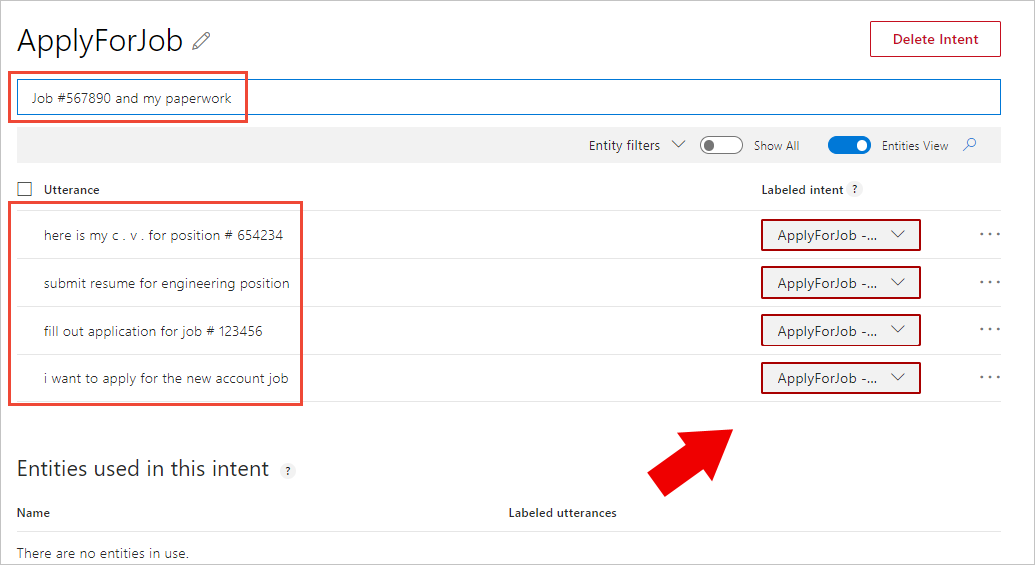 ApplyForJob
Delete Intent
Job #567890 and my paperwork
Entity filters Show All Entities View
Utterance Labeled intent ?
here is my c . v . for position # 654234 ApplyForJob -... ...
submit resume for engineering position ApplyForJob -... ...
fill out application for job # 123456 ApplyForJob -... ...
i want to apply for the new account job ApplyForJob -... ...
Entities used in this intent ?
Name Labeled utterances
There are no entities in use.